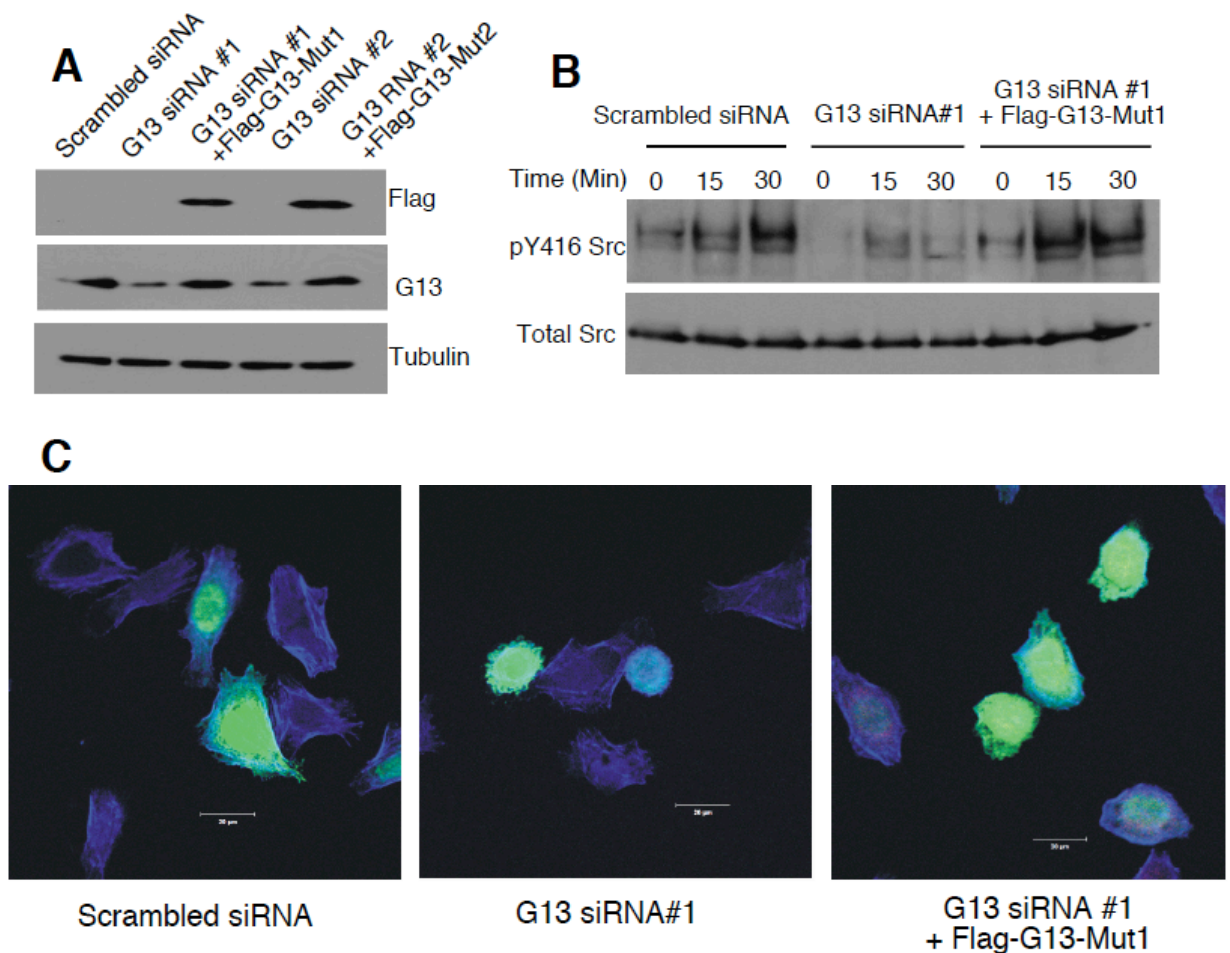 A
Scrambled siRNA
G13 siRNA #1
G13 siRNA #1
+Flag-G13-Mut1
G13 siRNA #2
G13 RNA #2
+Flag-G13-Mut2
Flag
G13
Tubulin
B
Scrambled siRNA
G13 siRNA#1
G13 siRNA #1
+ Flag-G13-Mut1
Time (Min) 0 15 30 0 15 30 0 15 30
pY416 Src
Total Src
C
Scrambled siRNA
G13 siRNA#1
G13 siRNA #1
+ Flag-G13-Mut1